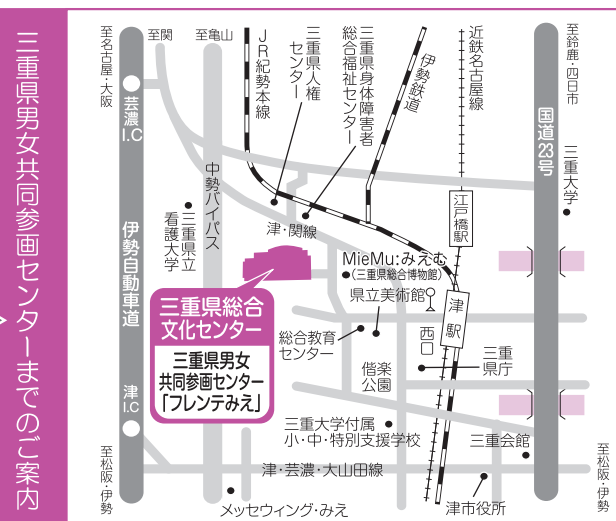 三重県男女共同参画センターまでのご案内
至名古屋・大阪
至関
至亀山
JR紀勢本線
三重県人権
センター
三重県身体障害者
総合福祉センター
伊勢鉄道
近鉄名古屋線
至鈴鹿・四日市
芸濃
I.C
国道23号
三重大学
中勢バイパス
江戸橋駅
三重県立
看護大学
津・関線
伊勢自動車道
MieMu:みえむ
(三重県総合博物館)
県立美術館
津駅
西口
三重県総合
文化センター
三重県男女
共同参画センター
「フレンテみえ」
総合教育
センター
偕楽
公園
三重
県庁
津
I.C
三重大学付属
小・中・特別支援学校
三重会館
至松阪・伊勢
津・芸濃・大山田線
至松阪・伊勢
メッセウィング・みえ
津市役所